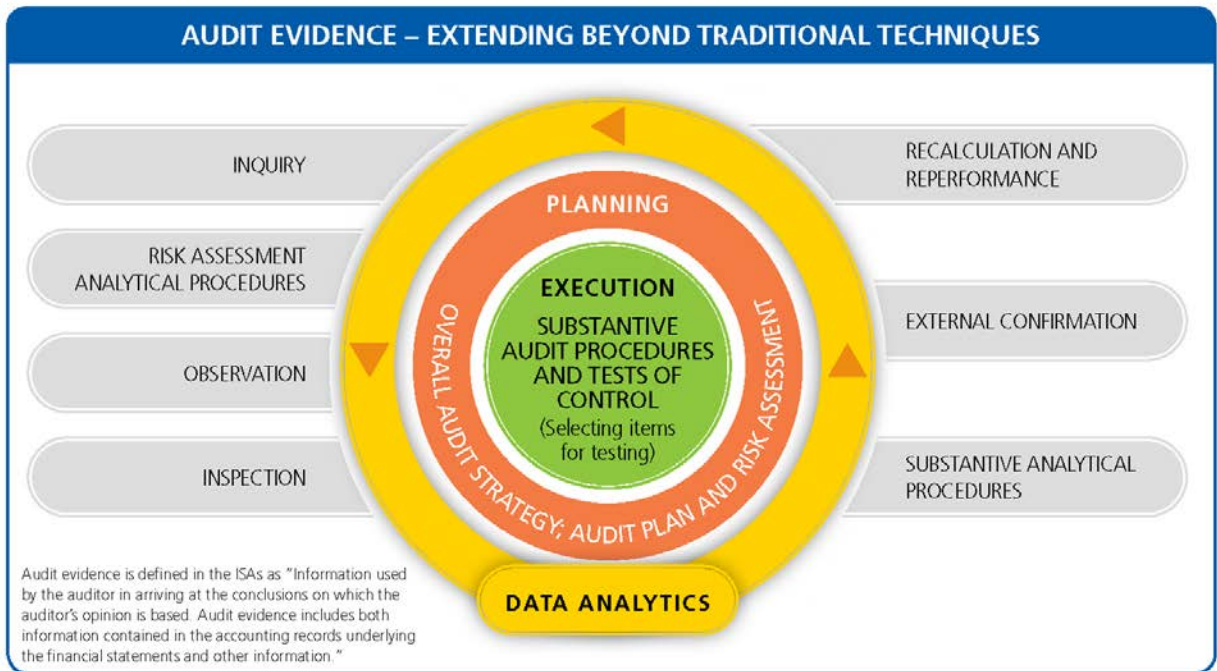 AUDIT EVIDENCE – EXTENDING BEYOND TRADITIONAL TECHNIQUES
INQUIRY
RISK ASSESSMENT
ANALYTICAL PROCEDURES
OBSERVATION
INSPECTION
PLANNING
OVERALL AUDIT STRATEGY; AUDIT PLAN AND RISK ASSESSMENT
EXECUTION
SUBSTANTIVE
AUDIT PROCEDURES
AND TESTS OF
CONTROL
(Selecting items
for testing)
DATA ANALYTICS
RECALCULATION AND
REPERFORMANCE
EXTERNAL CONFIRMATION
SUBSTANTIVE ANALYTICAL
PROCEDURES
Audit evidence is defined in the ISAs as “Information used
by the auditor in arriving at the conclusions on which the
auditor’s opinion is based. Audit evidence includes both
information contained in the accounting records underlying
the financial statements and other information.”